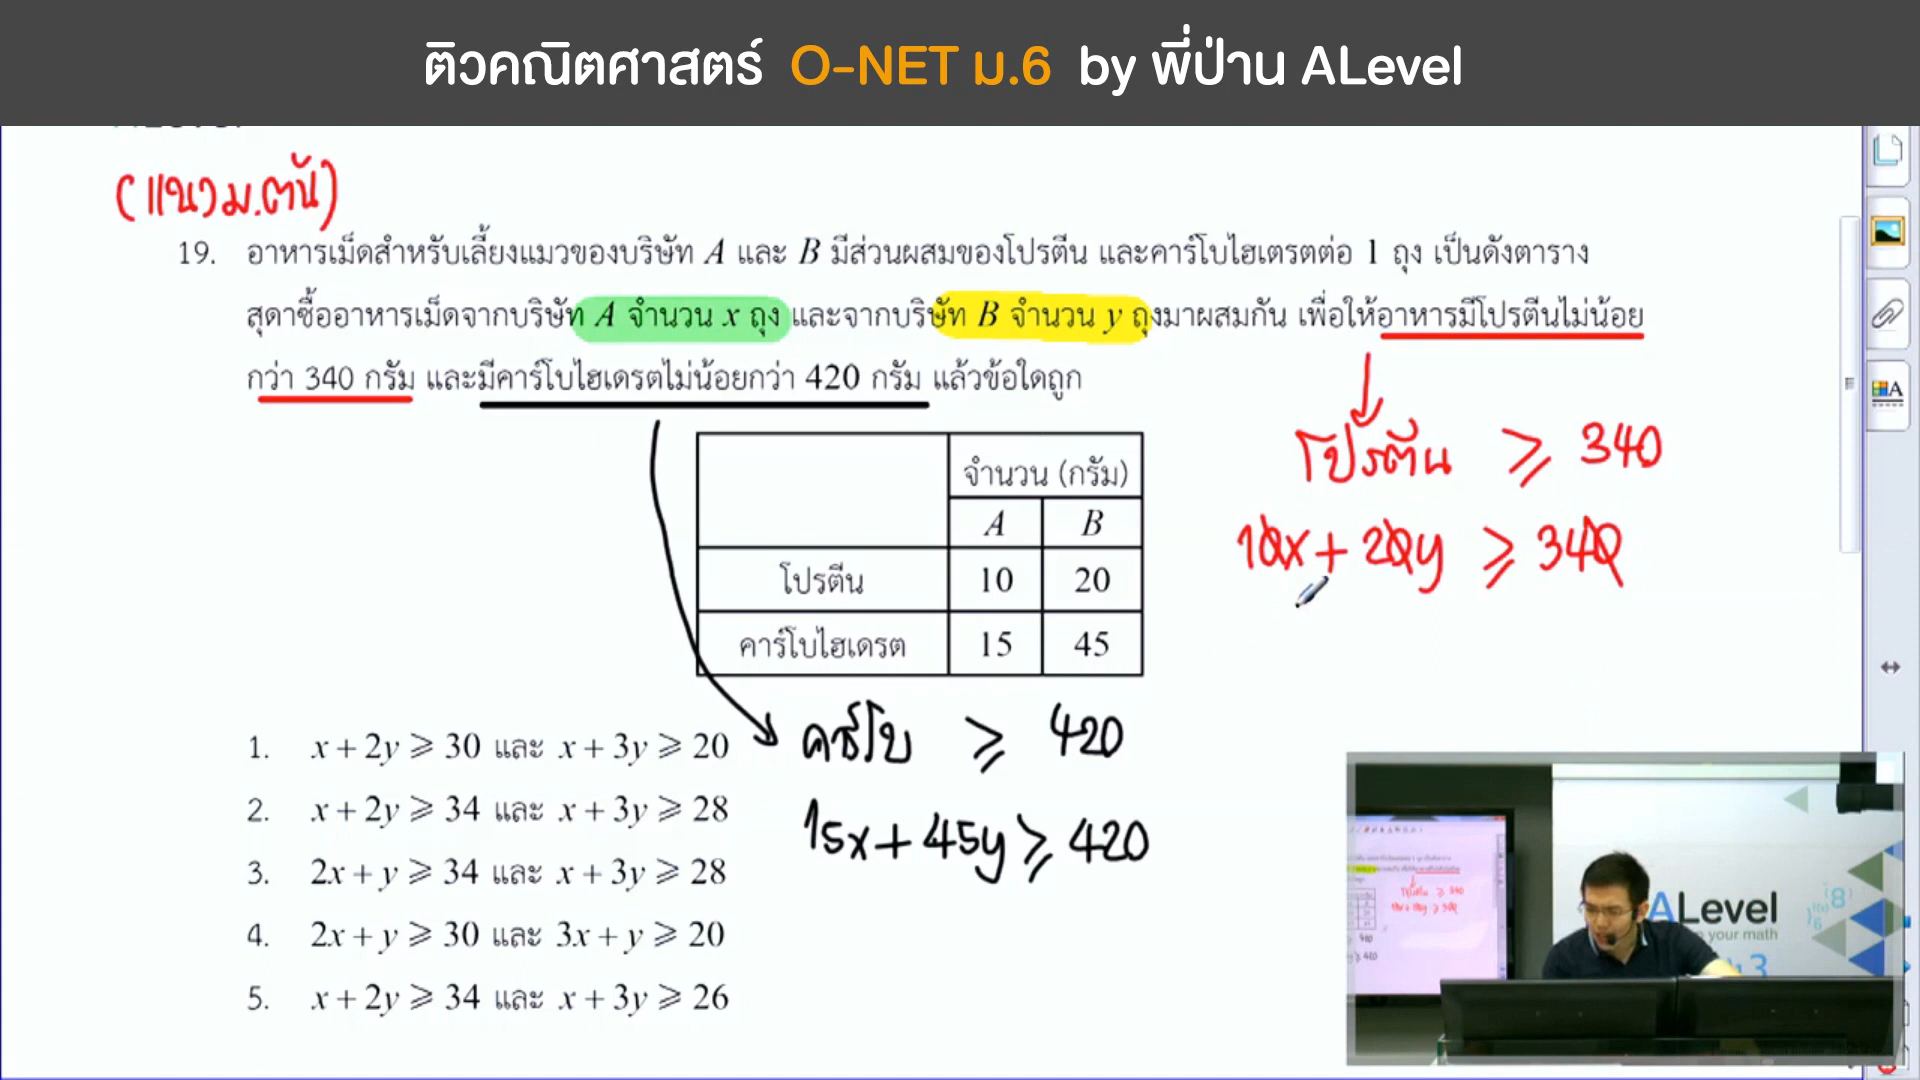 ติวคณิตศาสตร์ O-NET ม.6 by พี่ป่าน ALevel
(แนว ม.ต้น)
19. อาหารเม็ดสำหรับเลี้ยงแมวของบริษัท A และ B มีส่วนผสมของโปรตีน และคาร์โบไฮเตรตต่อ 1 ถุง เป็นดังตาราง
สุดาซื้ออาหารเม็ดจากบริษัท A จำนวน x ถุง และจากบริษัท B จำนวน y ถุงมาผสมกัน เพื่อให้อาหารมีโปรตีนไม่น้อย
กว่า 340 กรัม และมีคาร์โบไฮเดรตไม่น้อยกว่า 420 กรัม แล้วข้อใดถูก
จำนวน (กรัม)
A B
โปรตีน 10 20
คาร์โบไฮเดรต 15 45
โปรตีน ≥ 340
10x + 20y ≥ 340
คาร์โบ ≥ 420
15x + 45y ≥ 420
1. x + 2y ⩾ 30 และ x + 3y ⩾ 20
2. x + 2y ⩾ 34 และ x + 3y ⩾ 28
3. 2x + y ⩾ 34 และ x + 3y ⩾ 28
4. 2x + y ⩾ 30 และ 3x + y ⩾ 20
5. x + 2y ⩾ 34 และ x + 3y ⩾ 26
ALevel
your math